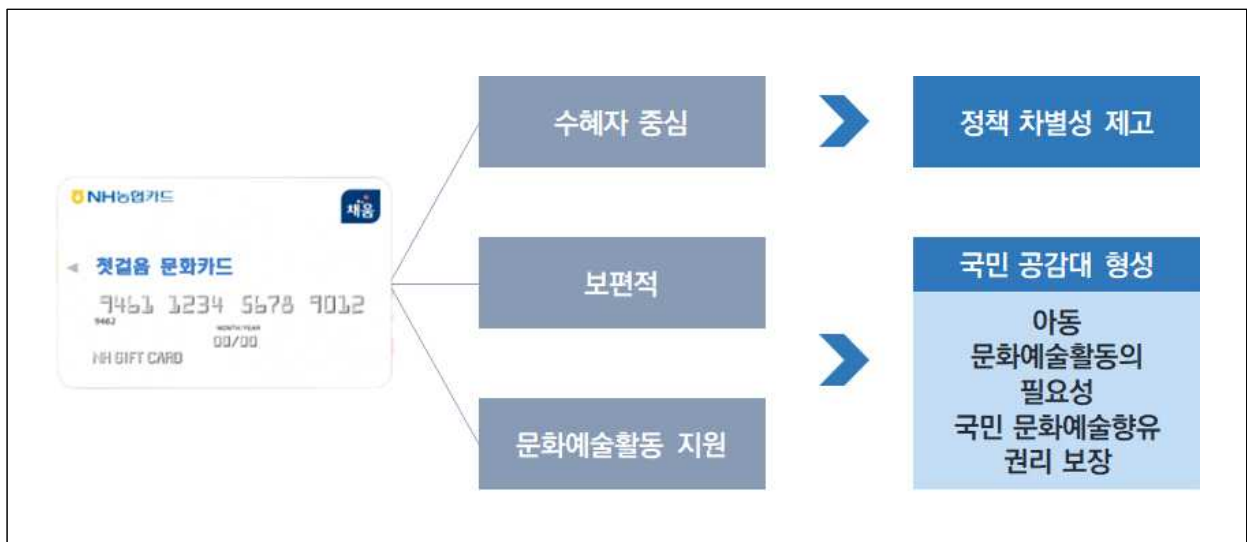 NH농협카드
채움
첫걸음 문화카드
9461 1234 5678 9012
9462
MONTH/YEAR
00/00
NH GIFT CARD
수혜자 중심
보편적
문화예술활동 지원
정책 차별성 제고
국민 공감대 형성
아동
문화예술활동의
필요성
국민 문화예술향유
권리 보장